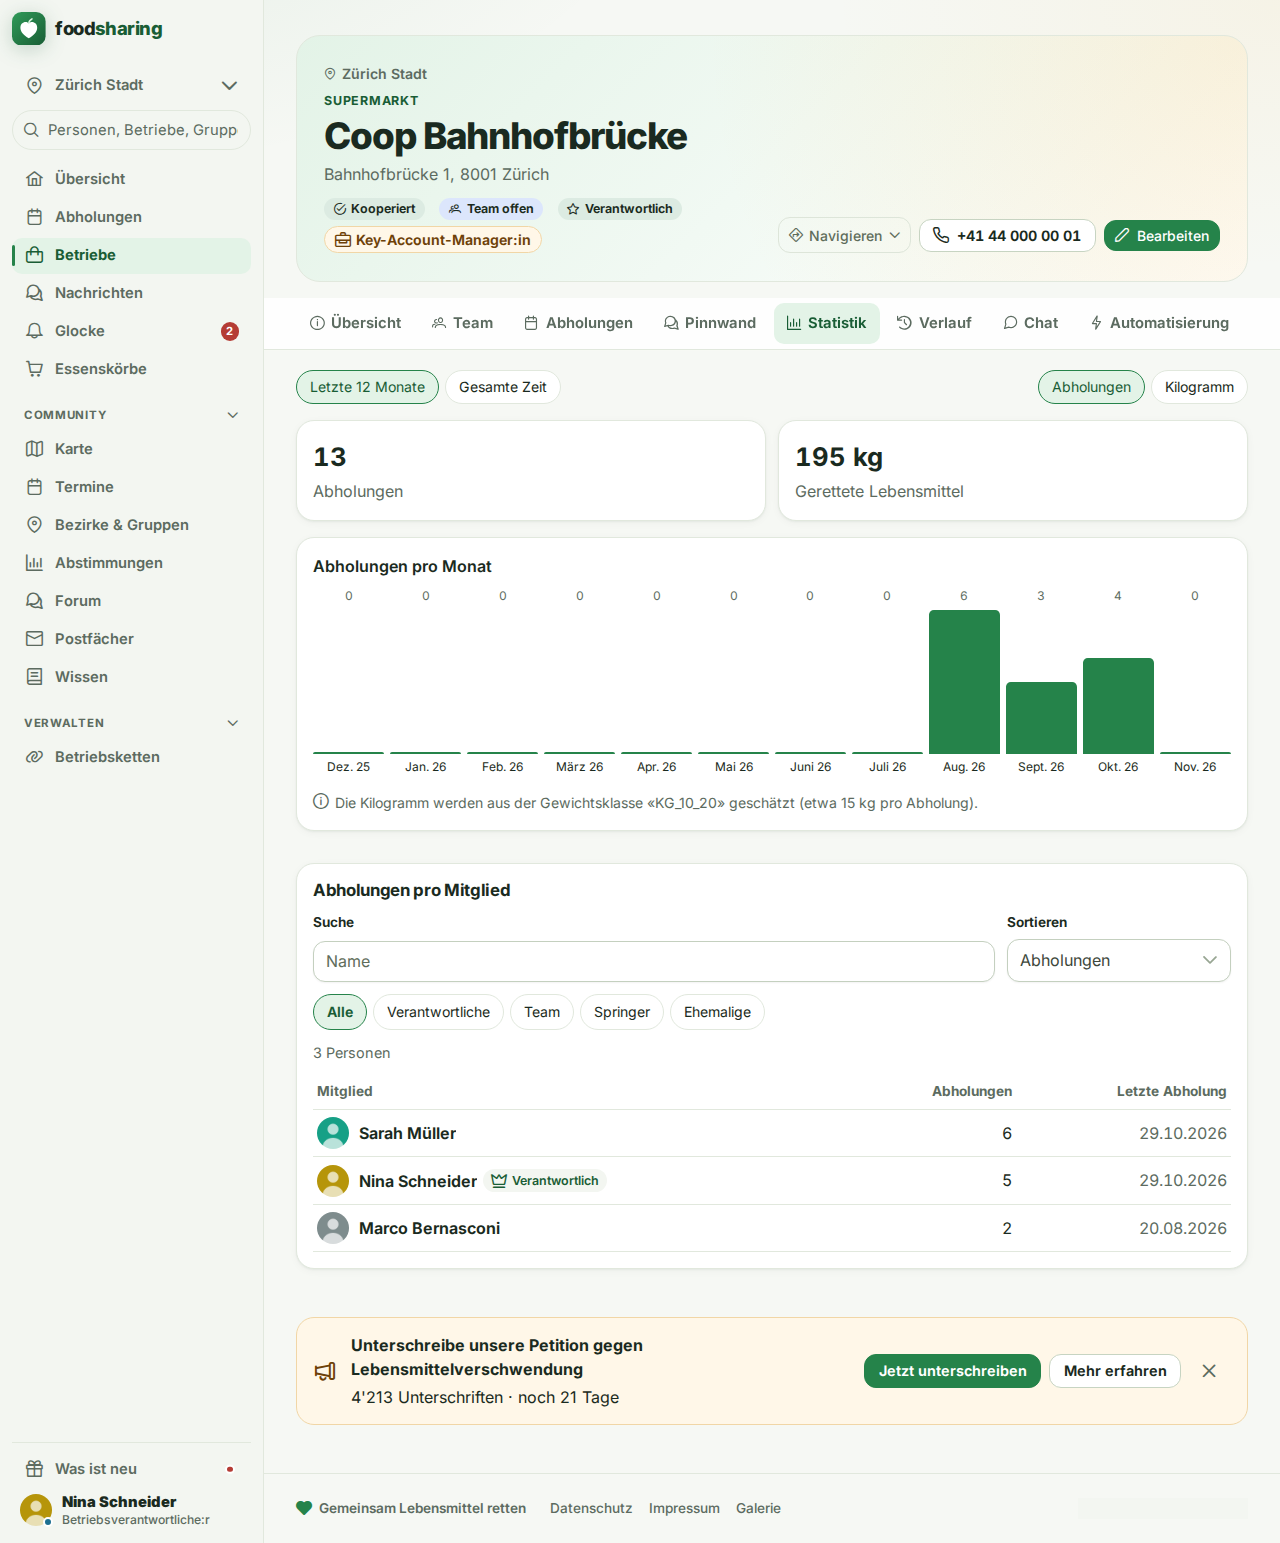 foodsharing
Zürich Stadt
Personen, Betriebe, Grupp
Übersicht
Abholungen
Betriebe
Nachrichten
Glocke 2
Essenskörbe
COMMUNITY
Karte
Termine
Bezirke & Gruppen
Abstimmungen
Forum
Postfächer
Wissen
VERWALTEN
Betriebsketten
Was ist neu
Nina Schneider
Betriebsverantwortliche:r
Zürich Stadt
SUPERMARKT
Coop Bahnhofbrücke
Bahnhofbrücke 1, 8001 Zürich
Kooperiert Team offen Verantwortlich
Key-Account-Manager:in
Navigieren +41 44 000 00 01 Bearbeiten
Übersicht Team Abholungen Pinnwand Statistik Verlauf Chat Automatisierung
Letzte 12 Monate Gesamte Zeit Abholungen Kilogramm
13
Abholungen
195 kg
Gerettete Lebensmittel
Abholungen pro Monat
0 0 0 0 0 0 0 0 6 3 4 0
Dez. 25 Jan. 26 Feb. 26 März 26 Apr. 26 Mai 26 Juni 26 Juli 26 Aug. 26 Sept. 26 Okt. 26 Nov. 26
Die Kilogramm werden aus der Gewichtsklasse «KG_10_20» geschätzt (etwa 15 kg pro Abholung).
Abholungen pro Mitglied
Suche Sortieren
Name Abholungen
Alle Verantwortliche Team Springer Ehemalige
3 Personen
Mitglied Abholungen Letzte Abholung
Sarah Müller 6 29.10.2026
Nina Schneider Verantwortlich 5 29.10.2026
Marco Bernasconi 2 20.08.2026
Unterschreibe unsere Petition gegen
Lebensmittelverschwendung
4'213 Unterschriften · noch 21 Tage
Jetzt unterschreiben Mehr erfahren
Gemeinsam Lebensmittel retten Datenschutz Impressum Galerie